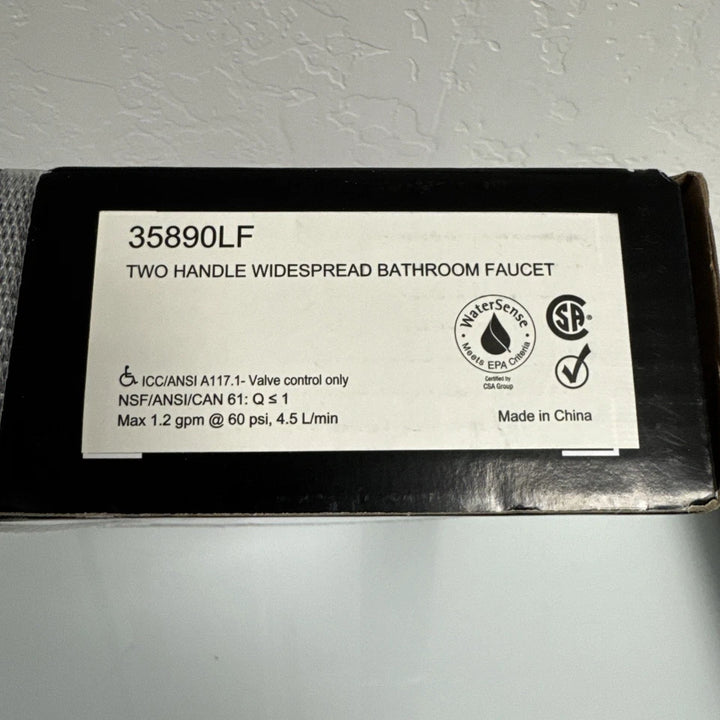 35890LF
TWO HANDLE WIDESPREAD BATHROOM FAUCET
WaterSense
Meets EPA Criteria
Certified by
CSA Group
SA®
ICC/ANSI A117.1- Valve control only
NSF/ANSI/CAN 61: Q ≤ 1
Max 1.2 gpm @ 60 psi, 4.5 L/min
Made in China